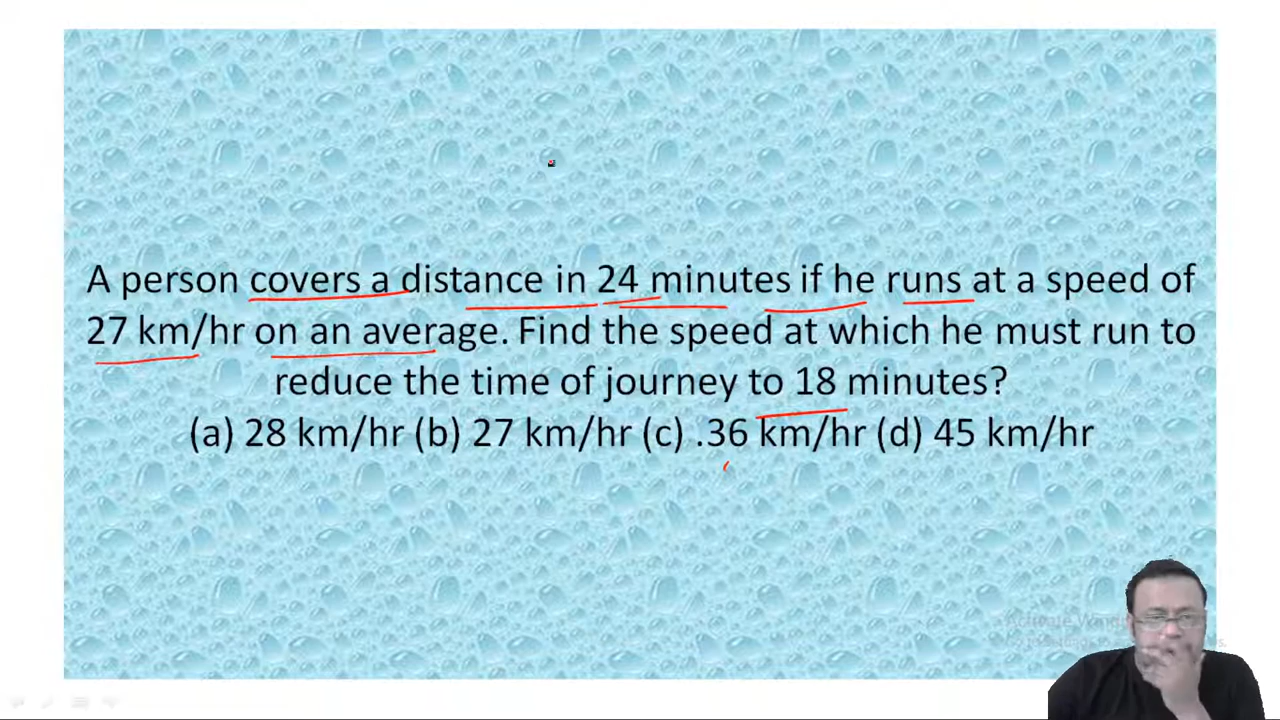 A person covers a distance in 24 minutes if he runs at a speed of
27 km/hr on an average. Find the speed at which he must run to
reduce the time of journey to 18 minutes?
(a) 28 km/hr (b) 27 km/hr (c) .36 km/hr (d) 45 km/hr